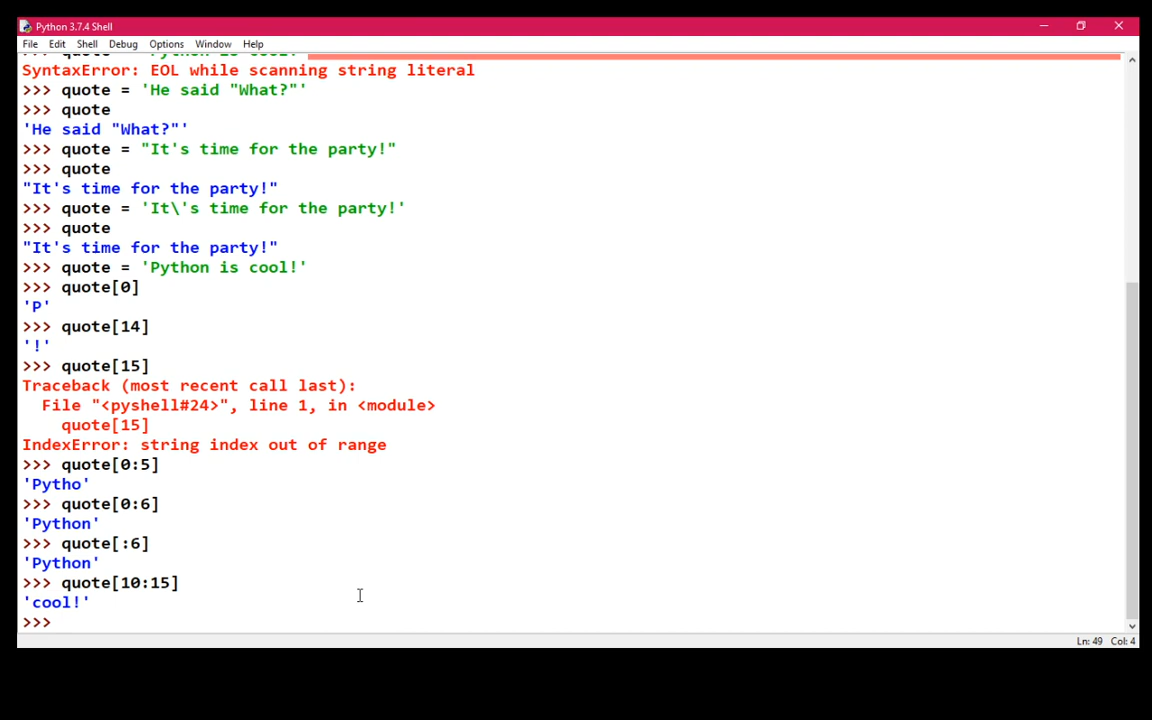 Python 3.7.4 Shell
File Edit Shell Debug Options Window Help
SyntaxError: EOL while scanning string literal
>>> quote = 'He said "What?"'
>>> quote
'He said "What?"'
>>> quote = "It's time for the party!"
>>> quote
"It's time for the party!"
>>> quote = 'It\'s time for the party!'
>>> quote
"It's time for the party!"
>>> quote = 'Python is cool!'
>>> quote[0]
'P'
>>> quote[14]
'!'
>>> quote[15]
Traceback (most recent call last):
  File "<pyshell#24>", line 1, in <module>
    quote[15]
IndexError: string index out of range
>>> quote[0:5]
'Pytho'
>>> quote[0:6]
'Python'
>>> quote[:6]
'Python'
>>> quote[10:15]
'cool!'
>>>
Ln: 49 Col: 4